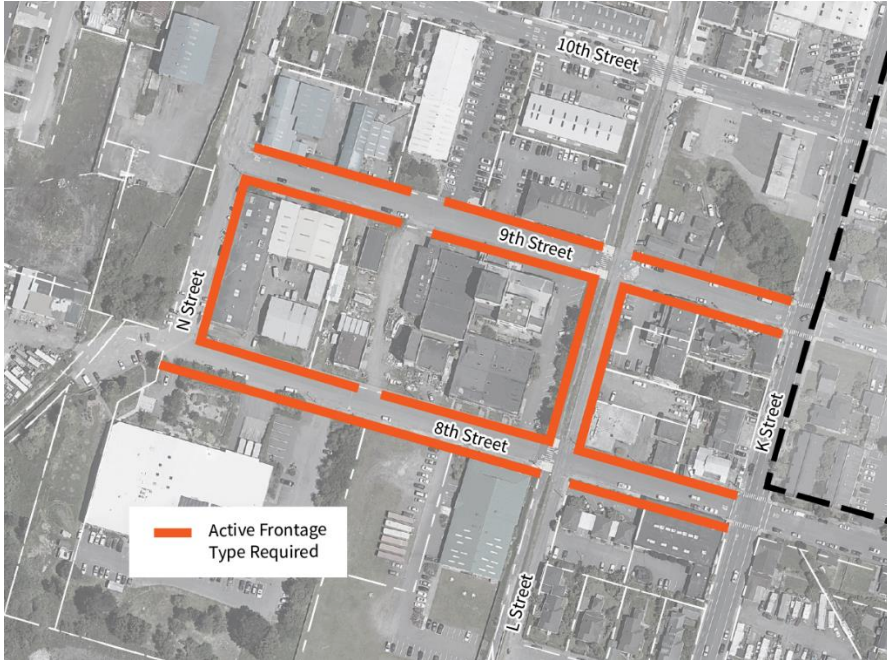 10th Street
9th Street
N Street
K Street
8th Street
Active Frontage
Type Required
L Street